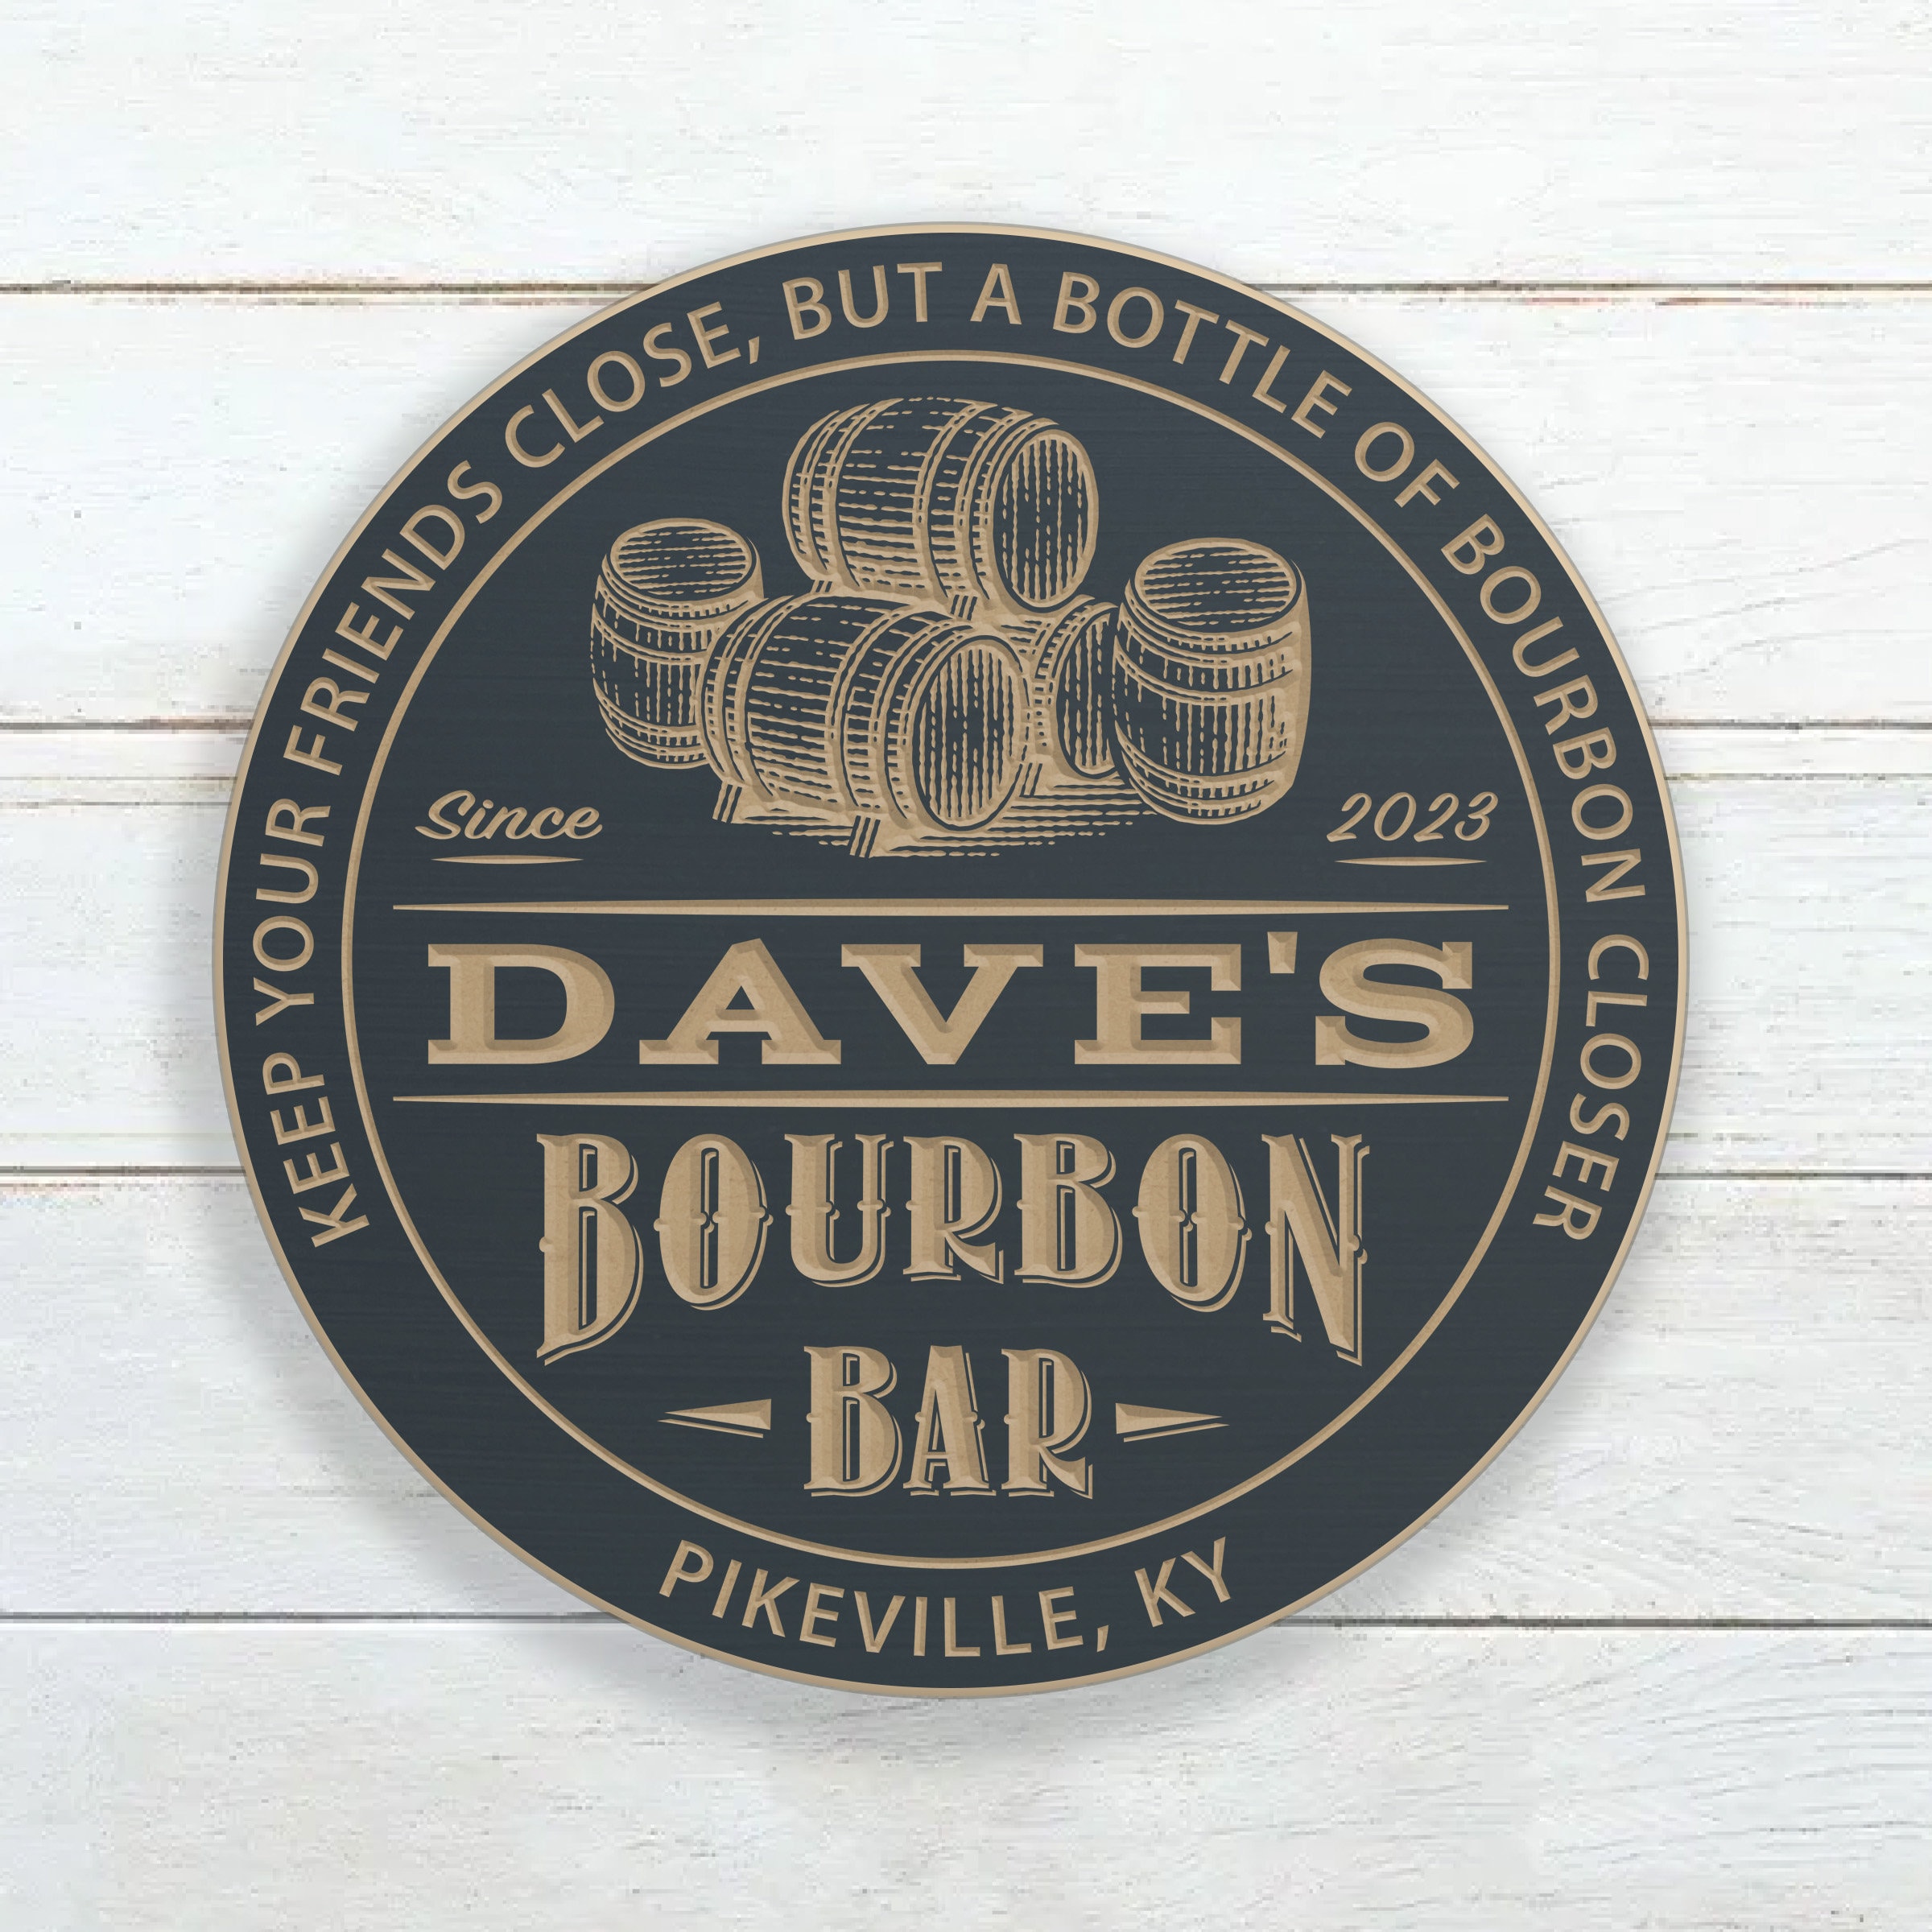 KEEP YOUR FRIENDS CLOSE, BUT A BOTTLE OF BOURBON CLOSER
Since 2023
DAVE'S
BOURBON
BAR
PIKEVILLE, KY